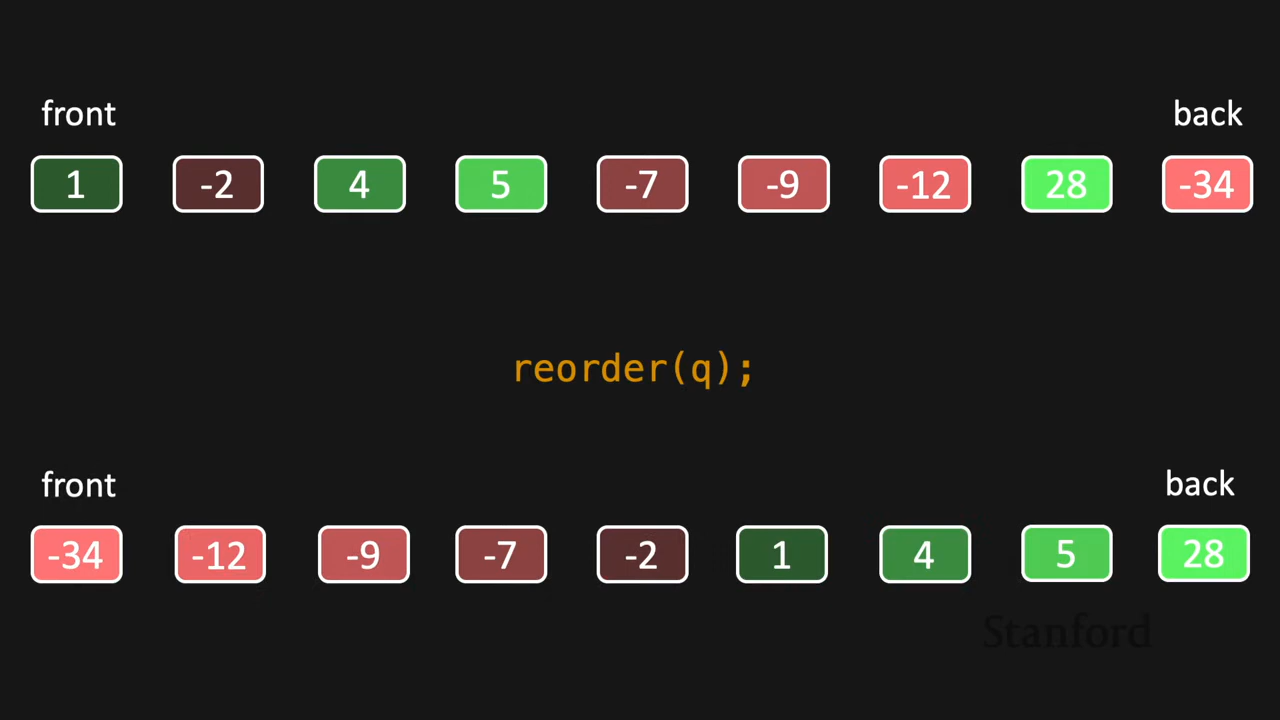 front back
1 -2 4 5 -7 -9 -12 28 -34
reorder(q);
front back
-34 -12 -9 -7 -2 1 4 5 28
Stanford